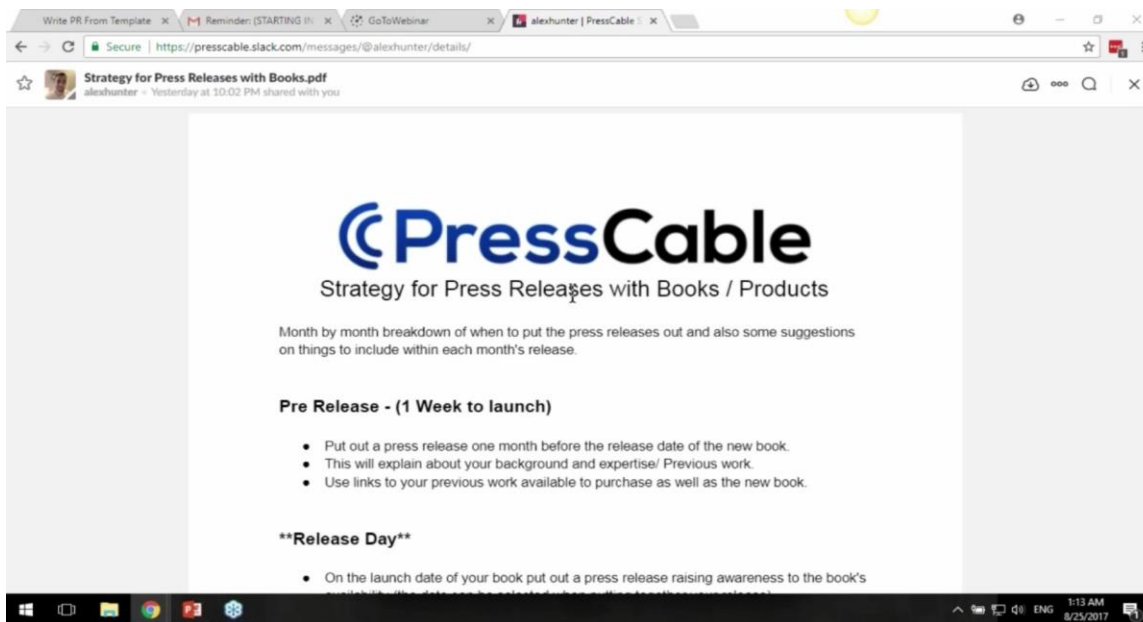 Write PR From Template
Reminder: (STARTING IN
GoToWebinar
alexhunter | PressCable S
Secure | https://presscable.slack.com/messages/@alexhunter/details/
Strategy for Press Releases with Books.pdf
alexhunter - Yesterday at 10:02 PM shared with you
PressCable
Strategy for Press Releases with Books / Products
Month by month breakdown of when to put the press releases out and also some suggestions
on things to include within each month's release.
Pre Release - (1 Week to launch)
• Put out a press release one month before the release date of the new book.
• This will explain about your background and expertise/ Previous work.
• Use links to your previous work available to purchase as well as the new book.
**Release Day**
• On the launch date of your book put out a press release raising awareness to the book's
ENG
1:13 AM
8/25/2017